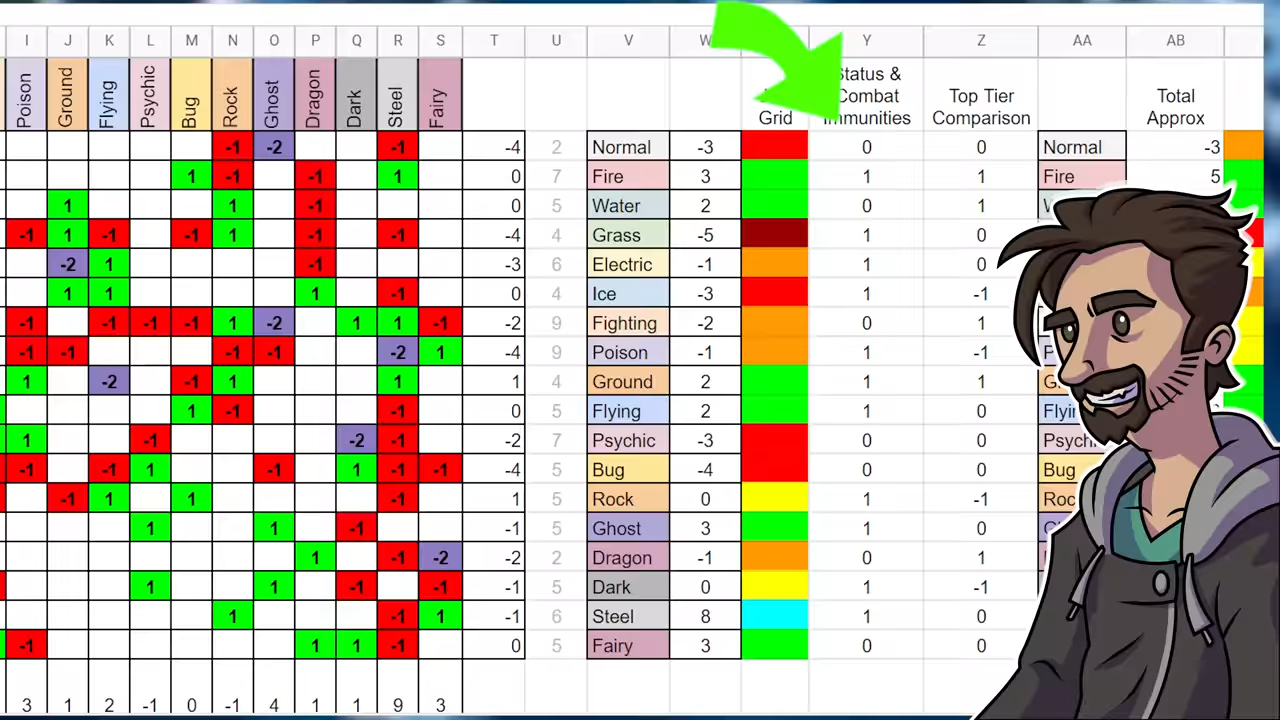 I J K L M N O P Q R S T U V W Y Z AA AB
Poison Ground Flying Psychic Bug Rock Ghost Dragon Dark Steel Fairy
Grid
Status &
Combat
Immunities
Top Tier
Comparison
Total
Approx
-1 -2 -1 -4 2 Normal -3 0 0 Normal -3
1 -1 -1 1 0 7 Fire 3 1 1 Fire 5
1 1 -1 0 5 Water 2 0 1
-1 1 -1 -1 1 -1 -1 -4 4 Grass -5 1 0
-2 1 -1 -3 6 Electric -1 1 0
1 1 1 -1 0 4 Ice -3 1 -1
-1 -1 -1 -1 1 -2 1 1 -1 -2 9 Fighting -2 0 1
-1 -1 -1 -1 -2 1 -4 9 Poison -1 1 -1
1 -2 -1 1 1 1 4 Ground 2 1 1
1 -1 -1 0 5 Flying 2 1 0
1 -1 -2 -1 -2 7 Psychic -3 0 0
-1 -1 1 -1 1 -1 -1 -4 5 Bug -4 0 0 Bug
-1 1 1 -1 1 5 Rock 0 1 -1
1 1 -1 -1 5 Ghost 3 1 0
1 -1 -2 -2 2 Dragon -1 0 1
1 1 -1 -1 -1 5 Dark 0 1 -1
1 -1 1 -1 6 Steel 8 1 0
-1 1 1 -1 0 5 Fairy 3 0 0
3 1 2 -1 0 -1 4 1 1 9 3